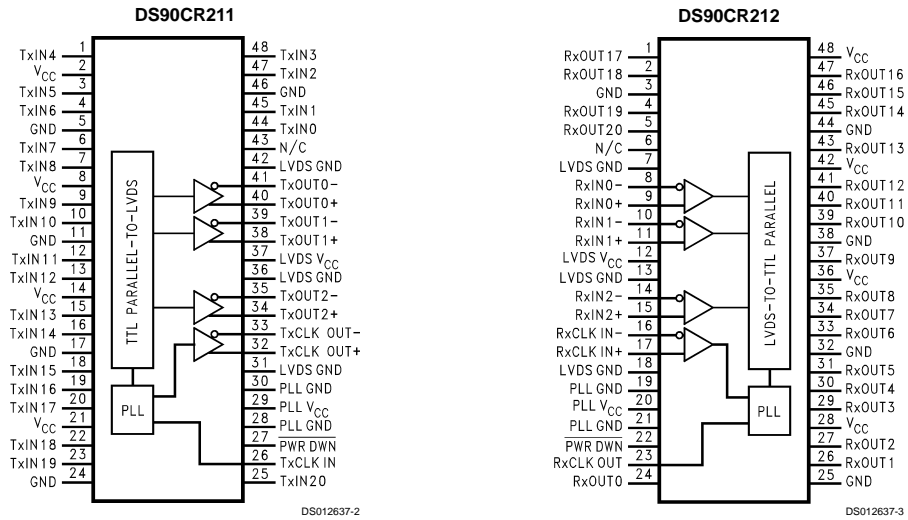 DS90CR211
TxIN4 1 48 TxIN3
VCC 2 47 TxIN2
TxIN5 3 46 GND
TxIN6 4 45 TxIN1
GND 5 44 TxIN0
TxIN7 6 43 N/C
TxIN8 7 42 LVDS GND
VCC 8 41 TxOUT0−
TxIN9 9 40 TxOUT0+
TxIN10 10 39 TxOUT1−
GND 11 38 TxOUT1+
TxIN11 12 37 LVDS VCC
TxIN12 13 36 LVDS GND
VCC 14 35 TxOUT2−
TxIN13 15 34 TxOUT2+
TxIN14 16 33 TxCLK OUT−
GND 17 32 TxCLK OUT+
TxIN15 18 31 LVDS GND
TxIN16 19 30 PLL GND
TxIN17 20 29 PLL VCC
VCC 21 28 PLL GND
TxIN18 22 27 PWR DWN
TxIN19 23 26 TxCLK IN
GND 24 25 TxIN20
TTL PARALLEL-TO-LVDS
PLL
DS012637-2
DS90CR212
RxOUT17 1 48 VCC
RxOUT18 2 47 RxOUT16
GND 3 46 RxOUT15
RxOUT19 4 45 RxOUT14
RxOUT20 5 44 GND
N/C 6 43 RxOUT13
LVDS GND 7 42 VCC
RxIN0− 8 41 RxOUT12
RxIN0+ 9 40 RxOUT11
RxIN1− 10 39 RxOUT10
RxIN1+ 11 38 GND
LVDS VCC 12 37 RxOUT9
LVDS GND 13 36 VCC
RxIN2− 14 35 RxOUT8
RxIN2+ 15 34 RxOUT7
RxCLK IN− 16 33 RxOUT6
RxCLK IN+ 17 32 GND
LVDS GND 18 31 RxOUT5
PLL GND 19 30 RxOUT4
PLL VCC 20 29 RxOUT3
PLL GND 21 28 VCC
PWR DWN 22 27 RxOUT2
RxCLK OUT 23 26 RxOUT1
RxOUT0 24 25 GND
LVDS-TO-TTL PARALLEL
PLL
DS012637-3